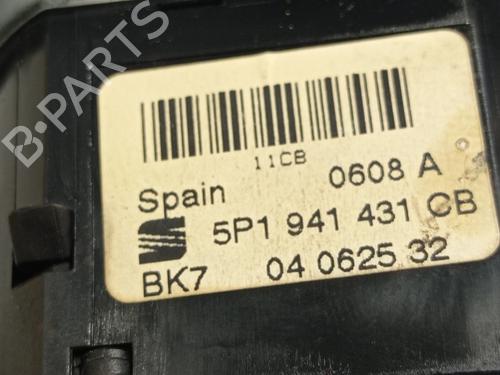 B-PARTS
11CB
Spain 0608 A
5P1 941 431 CB
BK7 04 0625 32